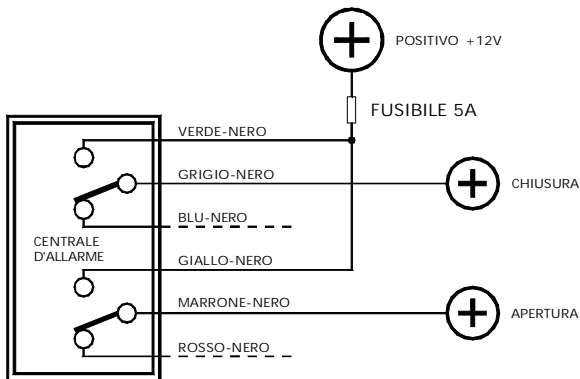 POSITIVO +12V
FUSIBILE 5A
VERDE-NERO
GRIGIO-NERO
CHIUSURA
BLU-NERO
CENTRALE
D'ALLARME
GIALLO-NERO
MARRONE-NERO
APERTURA
ROSSO-NERO